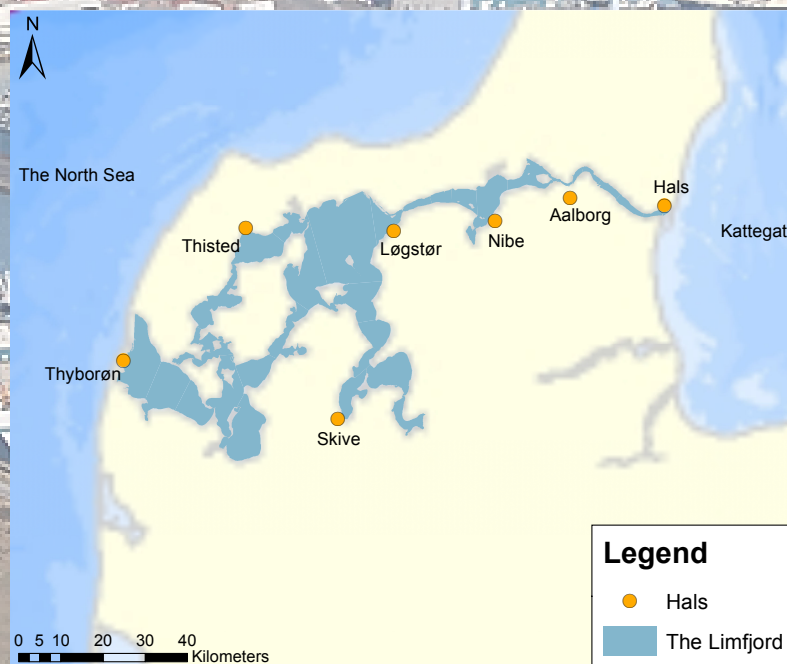 N
The North Sea
Hals
Aalborg
Kattegat
Nibe
Thisted
Løgstør
Thyborøn
Skive
Legend
Hals
The Limfjord
0 5 10 20 30 40
Kilometers